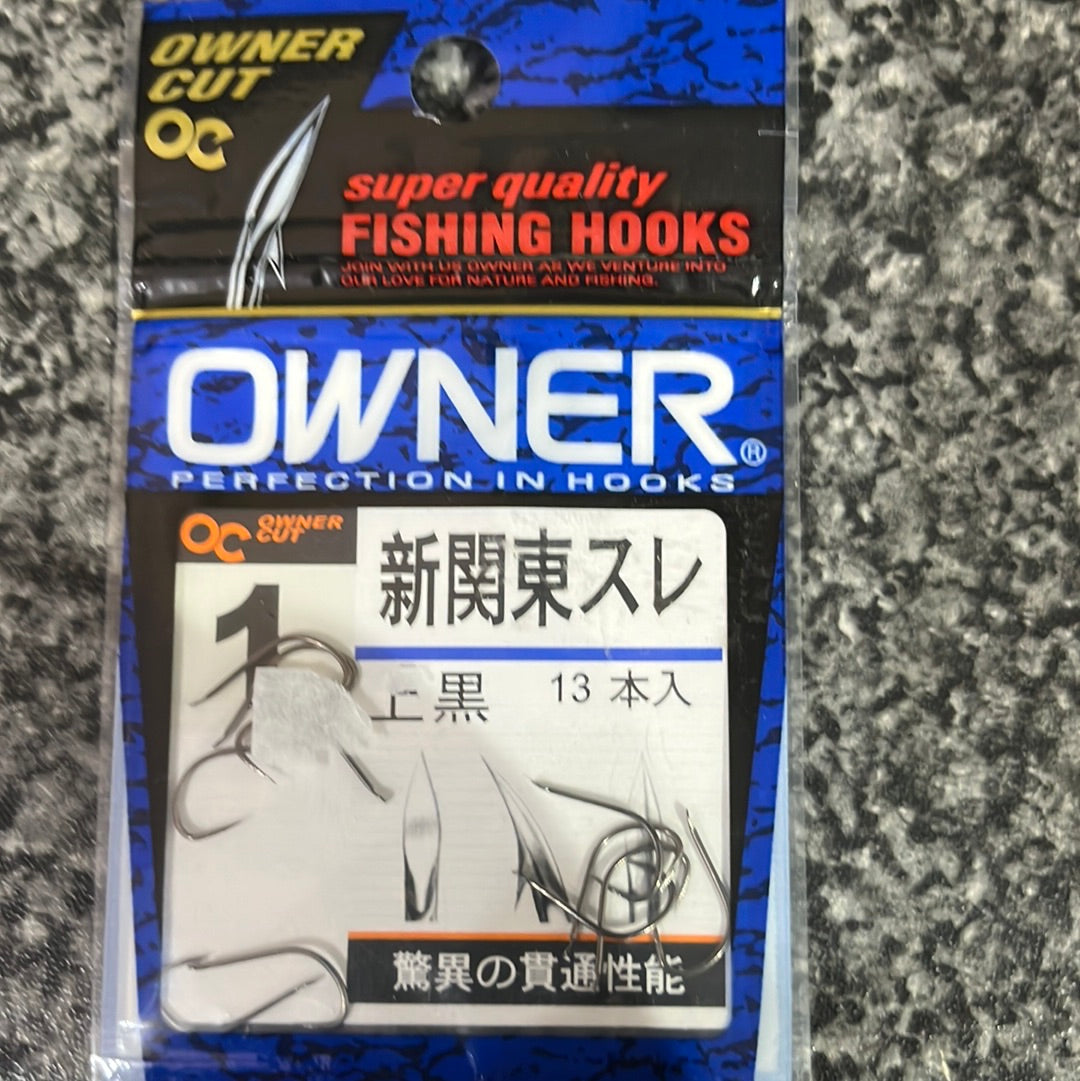 OWNER
CUT
OC
super quality
FISHING HOOKS
JOIN WITH US OWNER AS WE VENTURE INTO
OUR LOVE FOR NATURE AND FISHING.
OWNER®
PERFECTION IN HOOKS
OC OWNER
CUT
新関東スレ
1
上黒 13 本入
驚異の貫通性能